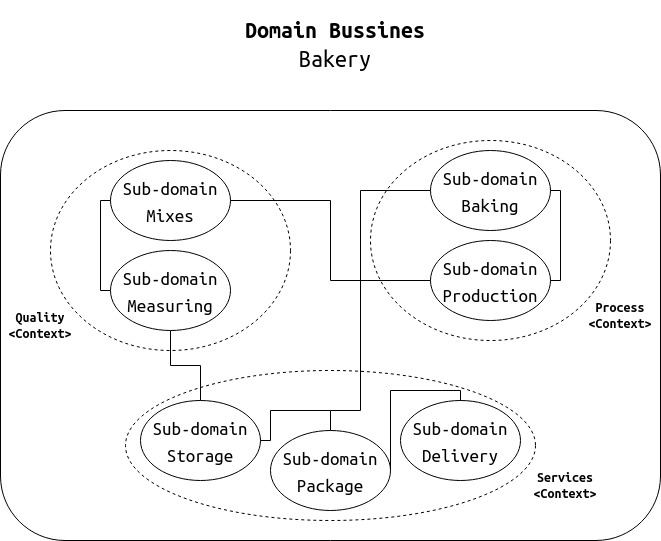 Domain Bussines
Bakery
Sub-domain
Mixes
Sub-domain
Measuring
Quality
<Context>
Sub-domain
Baking
Sub-domain
Production
Process
<Context>
Sub-domain
Storage
Sub-domain
Package
Sub-domain
Delivery
Services
<Context>